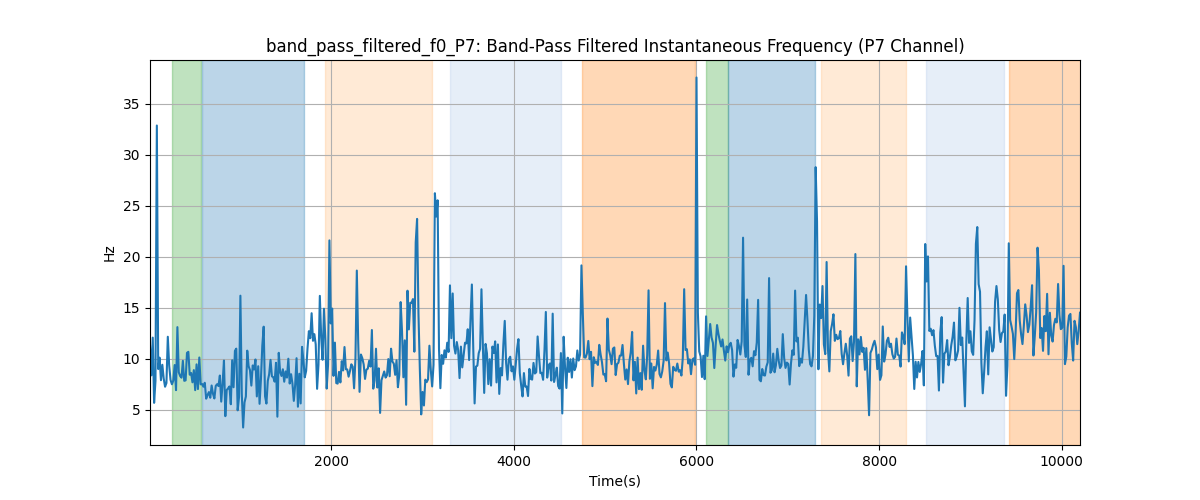 band_pass_filtered_f0_P7: Band-Pass Filtered Instantaneous Frequency (P7 Channel)
35
30
25
20
15
10
5
Hz
2000 4000 6000 8000 10000
Time(s)